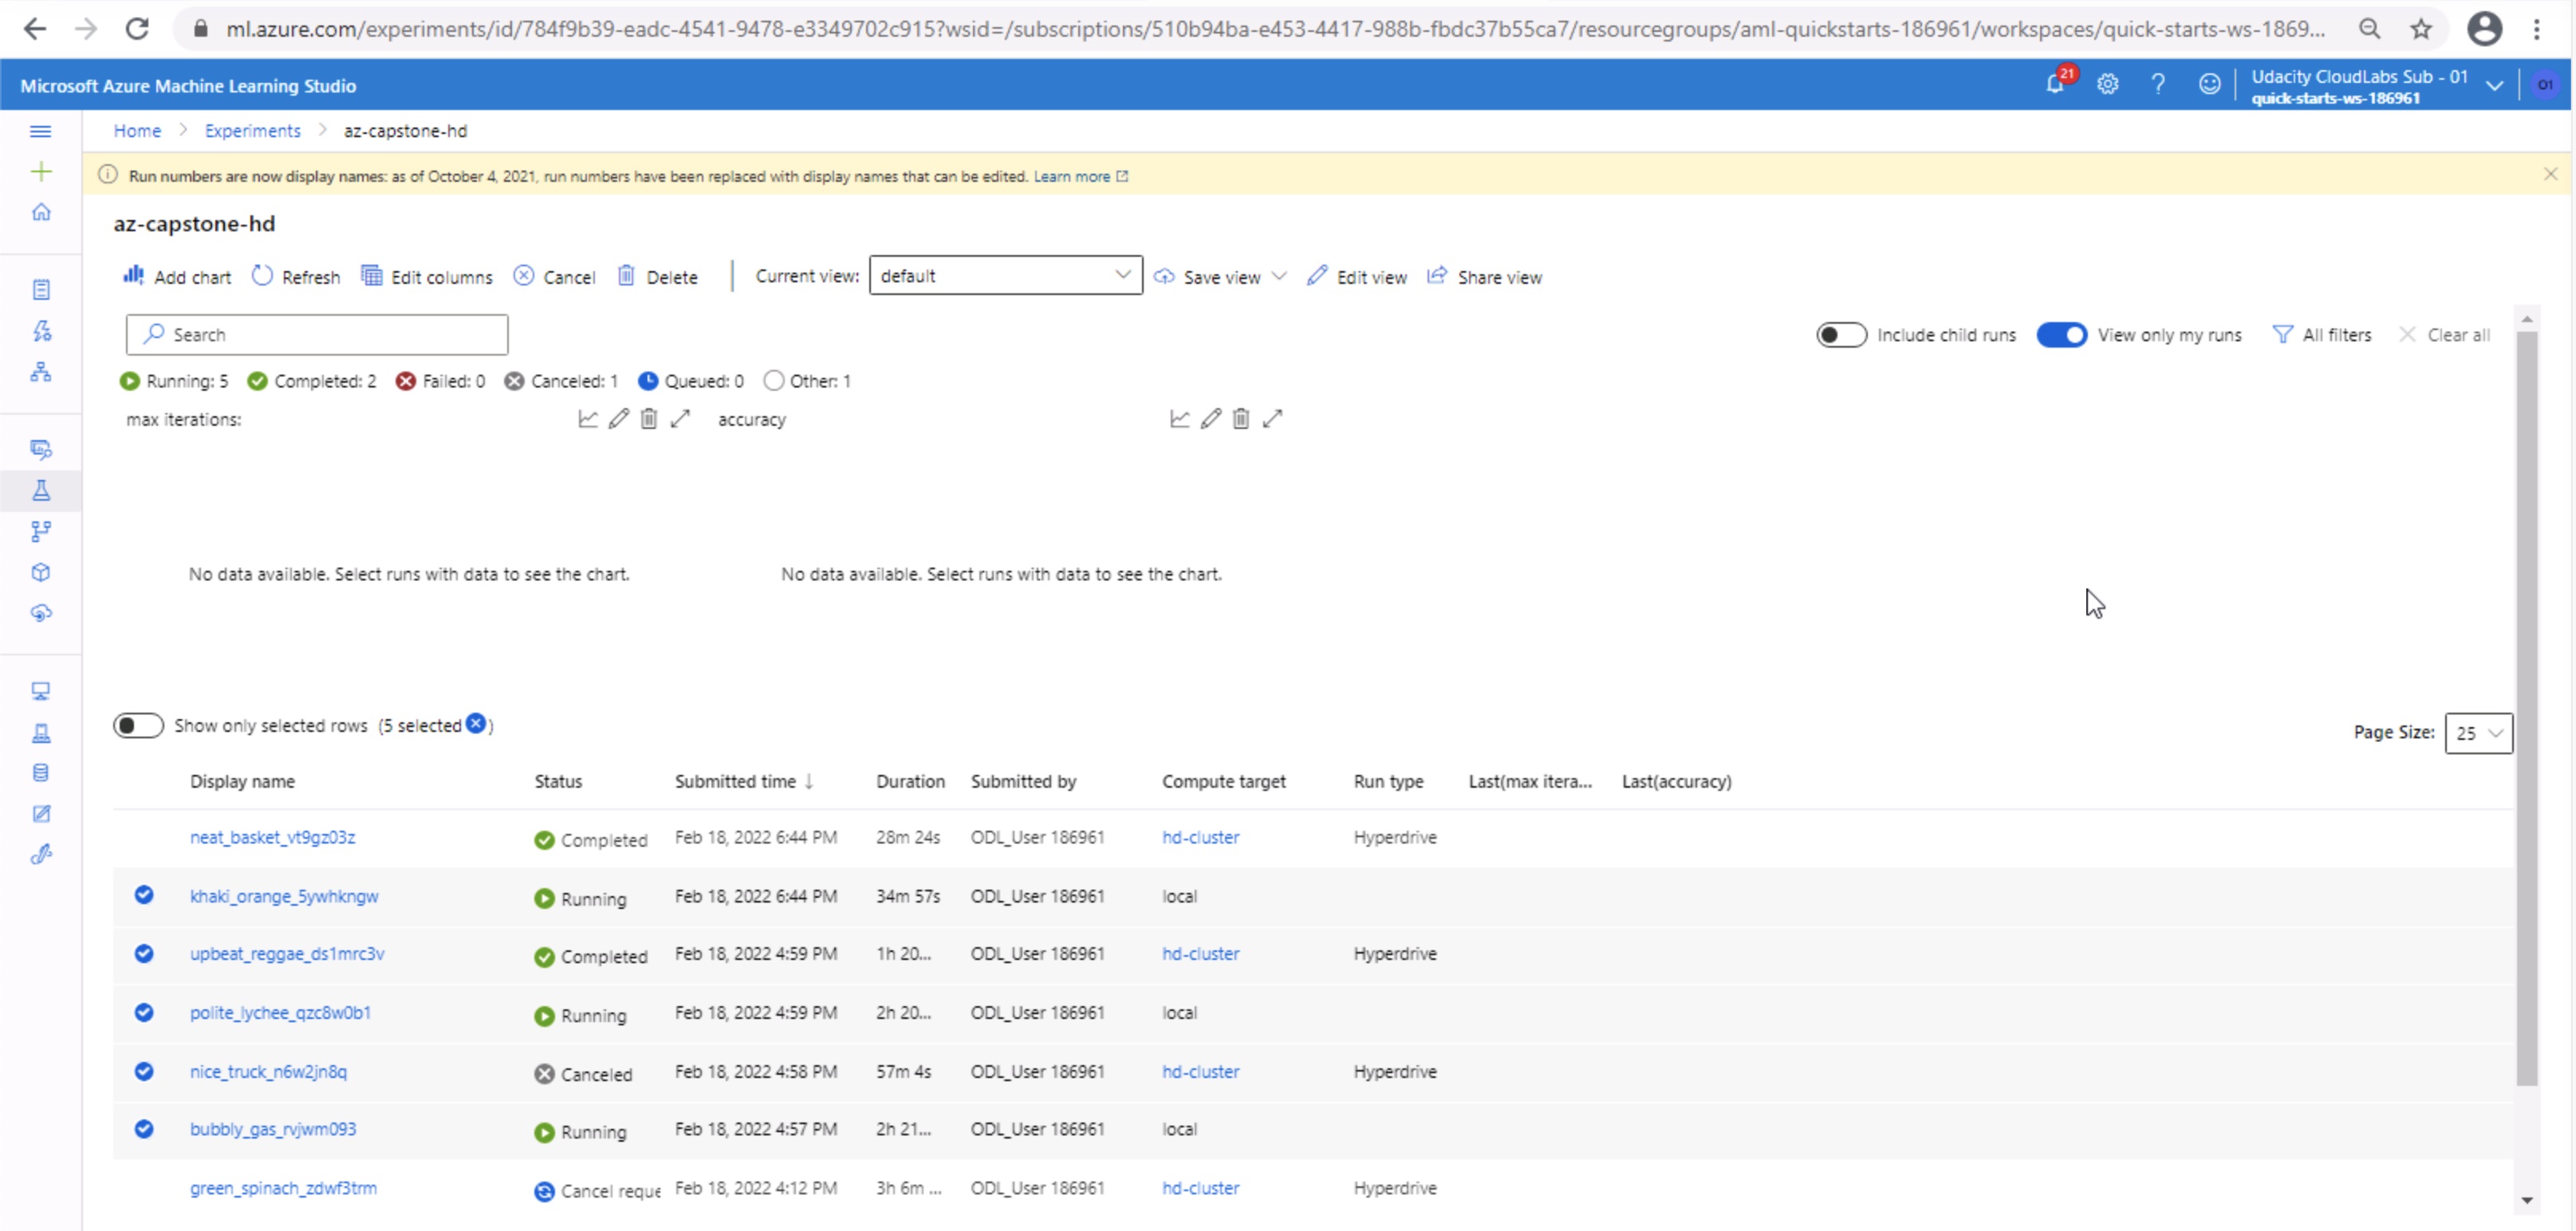 ml.azure.com/experiments/id/784f9b39-eadc-4541-9478-e3349702c915?wsid=/subscriptions/510b94ba-e453-4417-988b-fbdc37b55ca7/resourcegroups/aml-quickstarts-186961/workspaces/quick-starts-ws-1869...
Microsoft Azure Machine Learning Studio
21
Udacity CloudLabs Sub - 01
quick-starts-ws-186961
O1
Home > Experiments > az-capstone-hd
Run numbers are now display names: as of October 4, 2021, run numbers have been replaced with display names that can be edited. Learn more
az-capstone-hd
Add chart Refresh Edit columns Cancel Delete Current view: default Save view Edit view Share view
Search
Include child runs View only my runs All filters Clear all
Running: 5 Completed: 2 Failed: 0 Canceled: 1 Queued: 0 Other: 1
max iterations: accuracy
No data available. Select runs with data to see the chart. No data available. Select runs with data to see the chart.
Show only selected rows (5 selected )
Page Size: 25
Display name Status Submitted time ↓ Duration Submitted by Compute target Run type Last(max itera... Last(accuracy)
neat_basket_vt9gz03z Completed Feb 18, 2022 6:44 PM 28m 24s ODL_User 186961 hd-cluster Hyperdrive
khaki_orange_5ywhkngw Running Feb 18, 2022 6:44 PM 34m 57s ODL_User 186961 local
upbeat_reggae_ds1mrc3v Completed Feb 18, 2022 4:59 PM 1h 20... ODL_User 186961 hd-cluster Hyperdrive
polite_lychee_qzc8w0b1 Running Feb 18, 2022 4:59 PM 2h 20... ODL_User 186961 local
nice_truck_n6w2jn8q Canceled Feb 18, 2022 4:58 PM 57m 4s ODL_User 186961 hd-cluster Hyperdrive
bubbly_gas_rvjwm093 Running Feb 18, 2022 4:57 PM 2h 21... ODL_User 186961 local
green_spinach_zdwf3trm Cancel reque Feb 18, 2022 4:12 PM 3h 6m ... ODL_User 186961 hd-cluster Hyperdrive